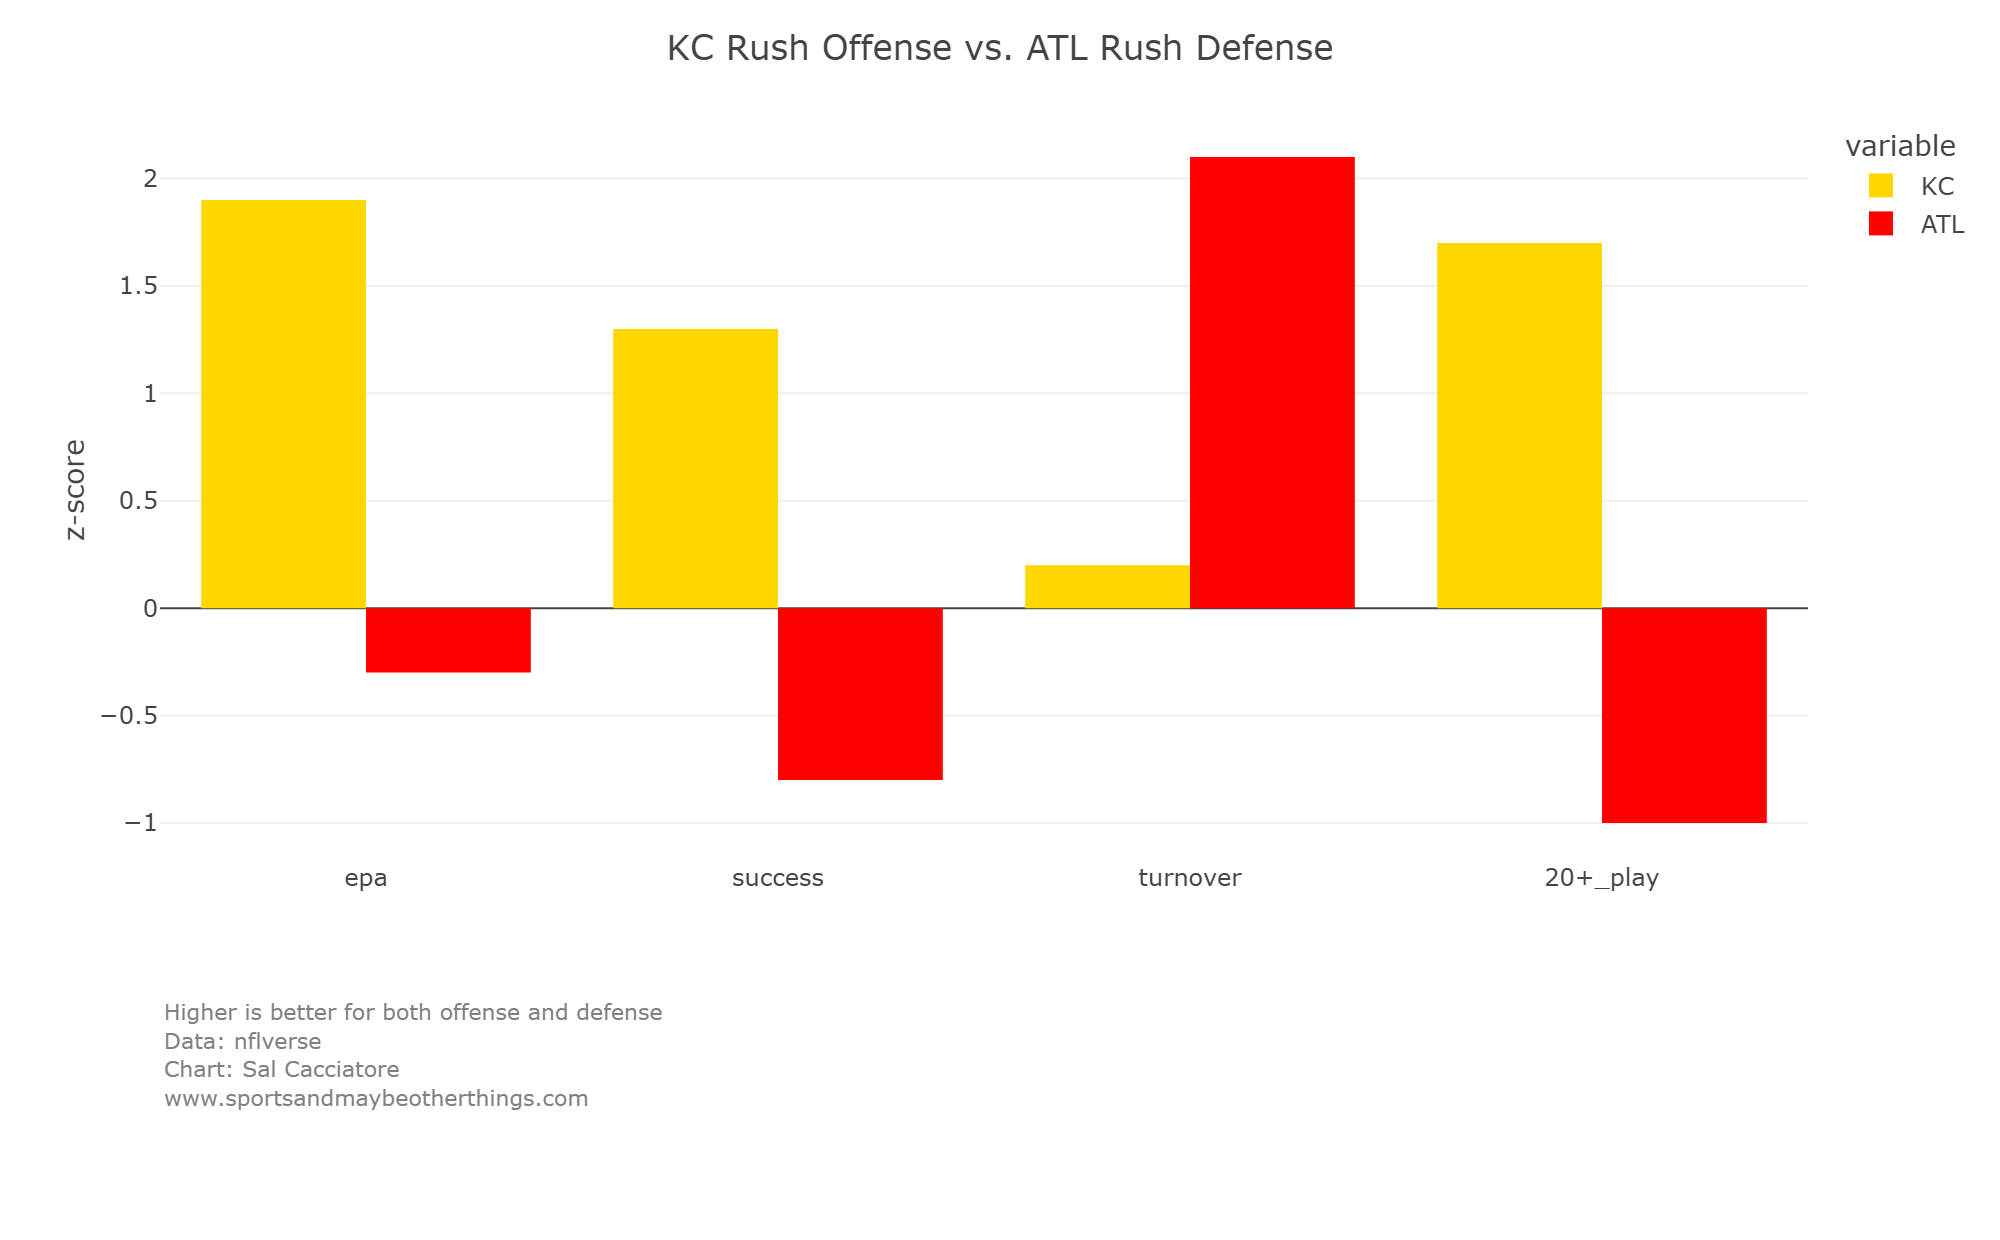 KC Rush Offense vs. ATL Rush Defense
variable
KC
ATL
2
1.5
1
0.5
0
−0.5
−1
z-score
epa
success
turnover
20+_play
Higher is better for both offense and defense
Data: nflverse
Chart: Sal Cacciatore
www.sportsandmaybeotherthings.com